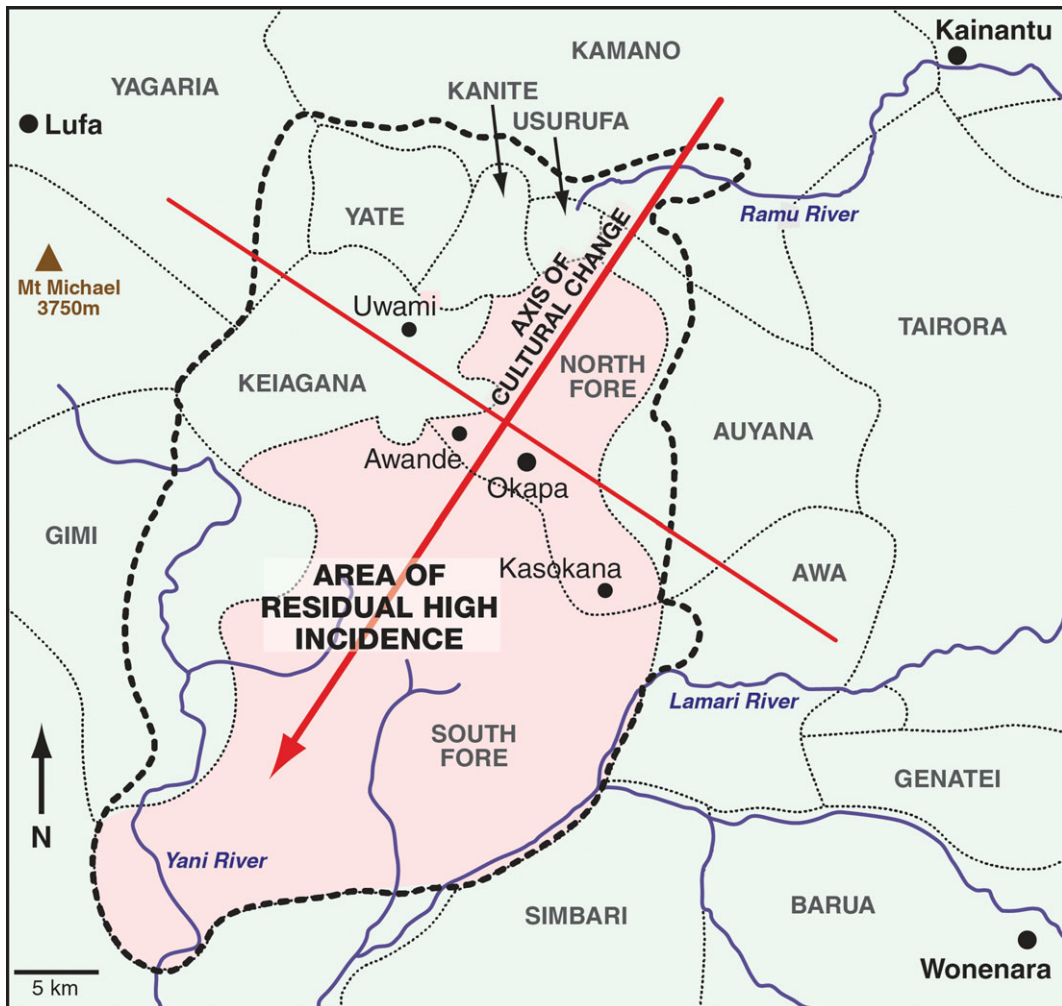 Kainantu
KAMANO
YAGARIA
KANITE
USURUFA
Lufa
YATE
Ramu River
Mt Michael
3750m
AXIS OF
CULTURAL CHANGE
Uwami
TAIRORA
NORTH
FORE
KEIAGANA
AUYANA
Awande
Okapa
GIMI
AREA OF
RESIDUAL HIGH
INCIDENCE
Kasokana
AWA
Lamari River
SOUTH
FORE
GENATEI
N
Yani River
SIMBARI
BARUA
Wonenara
5 km